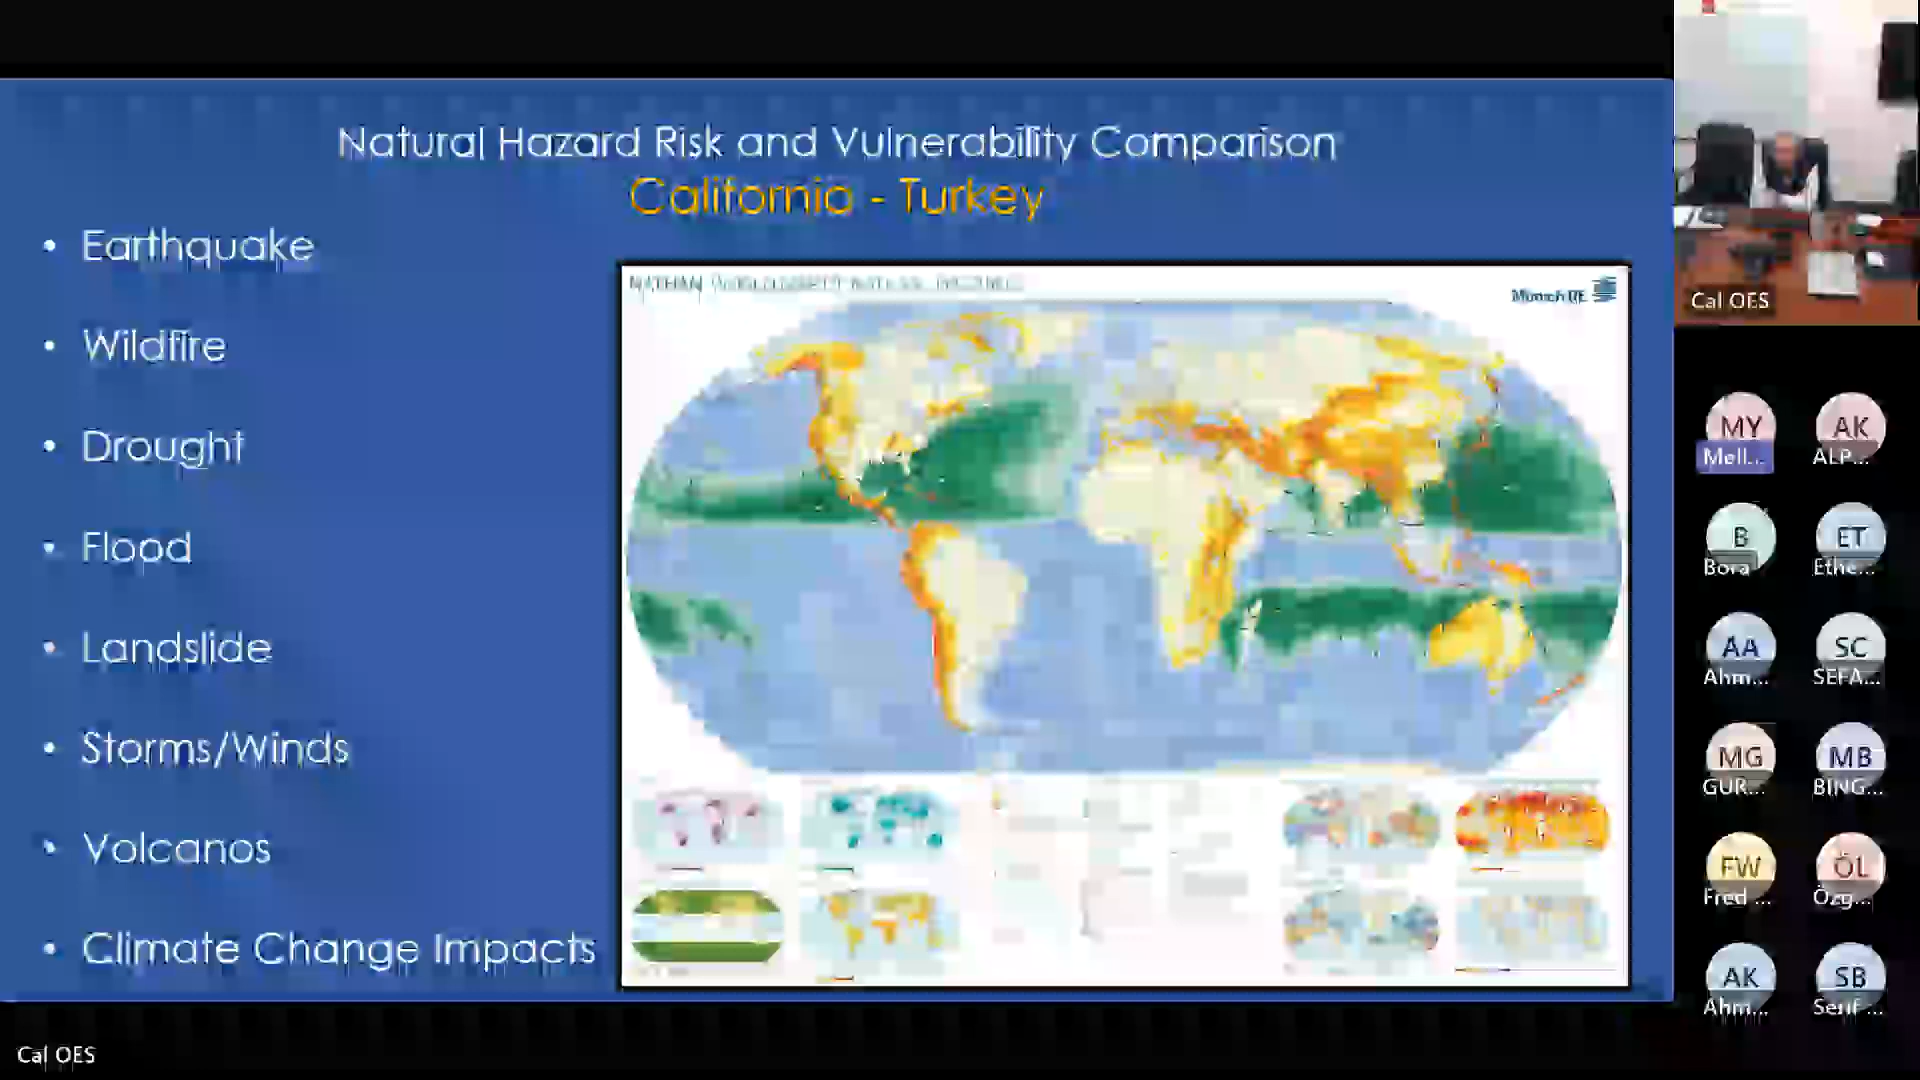 Natural Hazard Risk and Vulnerability Comparison
California - Turkey
• Earthquake
• Wildfire
• Drought
• Flood
• Landslide
• Storms/Winds
• Volcanos
• Climate Change Impacts
NATHAN
Munich RE
Cal OES
MY
Mell...
AK
ALP...
B
Bora
ET
Ethe...
AA
Ahm...
SC
SEFA...
MG
GUR...
MB
BING...
FW
Fred ...
ÖL
Özg...
AK
Ahm...
SB
Serif ...
Cal OES